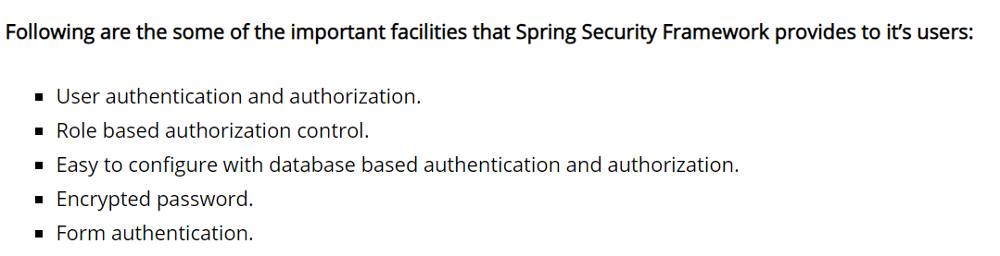 Following are the some of the important facilities that Spring Security Framework provides to it’s users:
▪ User authentication and authorization.
▪ Role based authorization control.
▪ Easy to configure with database based authentication and authorization.
▪ Encrypted password.
▪ Form authentication.